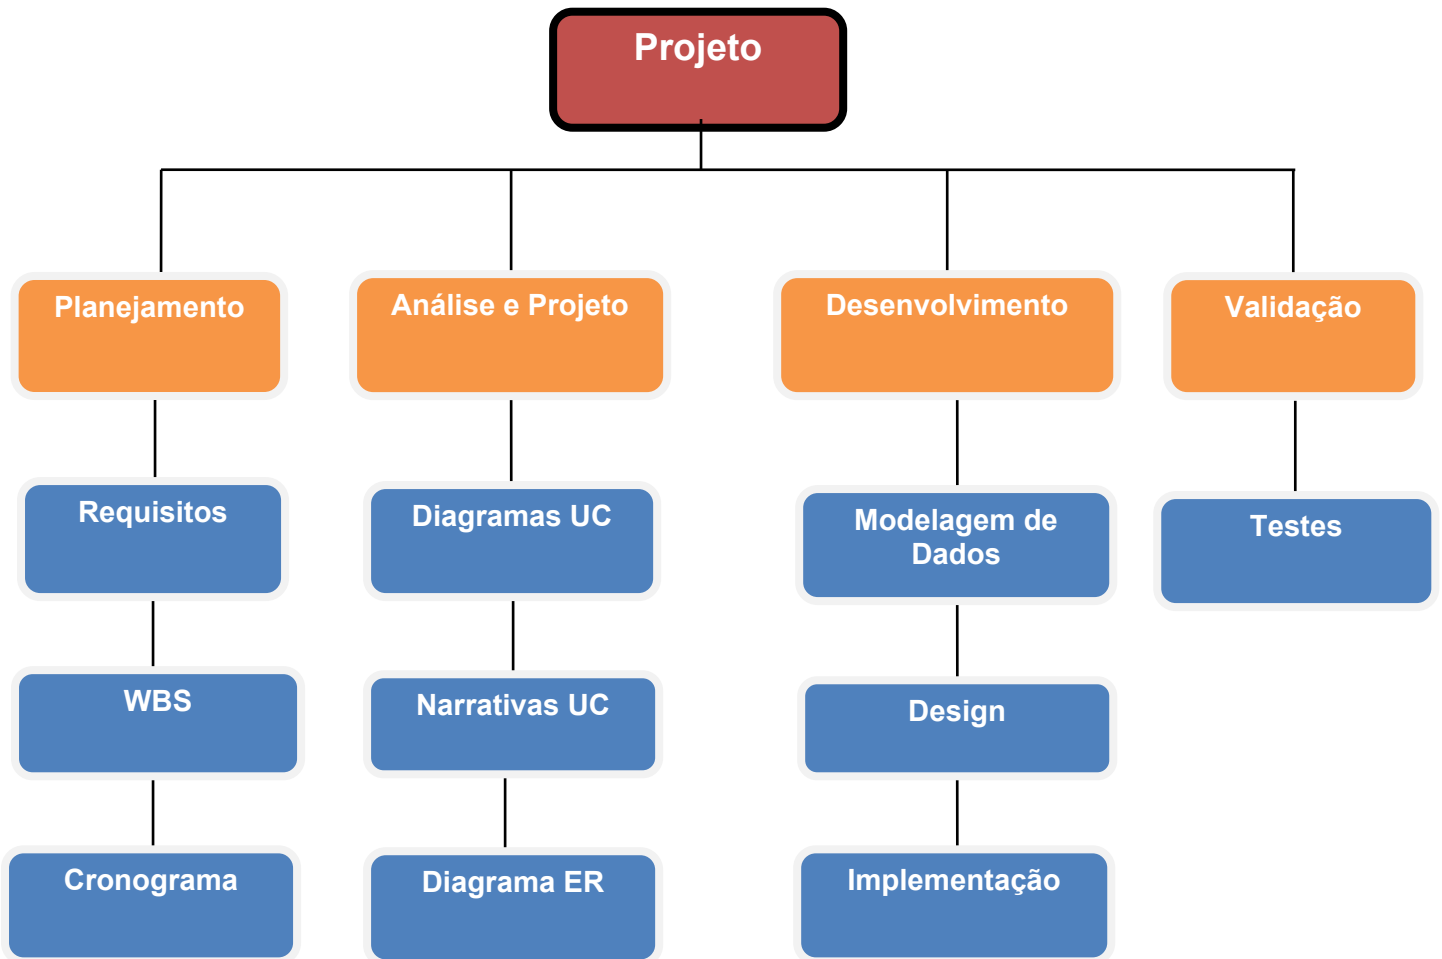 Projeto
Planejamento
Análise e Projeto
Desenvolvimento
Validação
Requisitos
Diagramas UC
Modelagem de
Dados
Testes
WBS
Narrativas UC
Design
Cronograma
Diagrama ER
Implementação